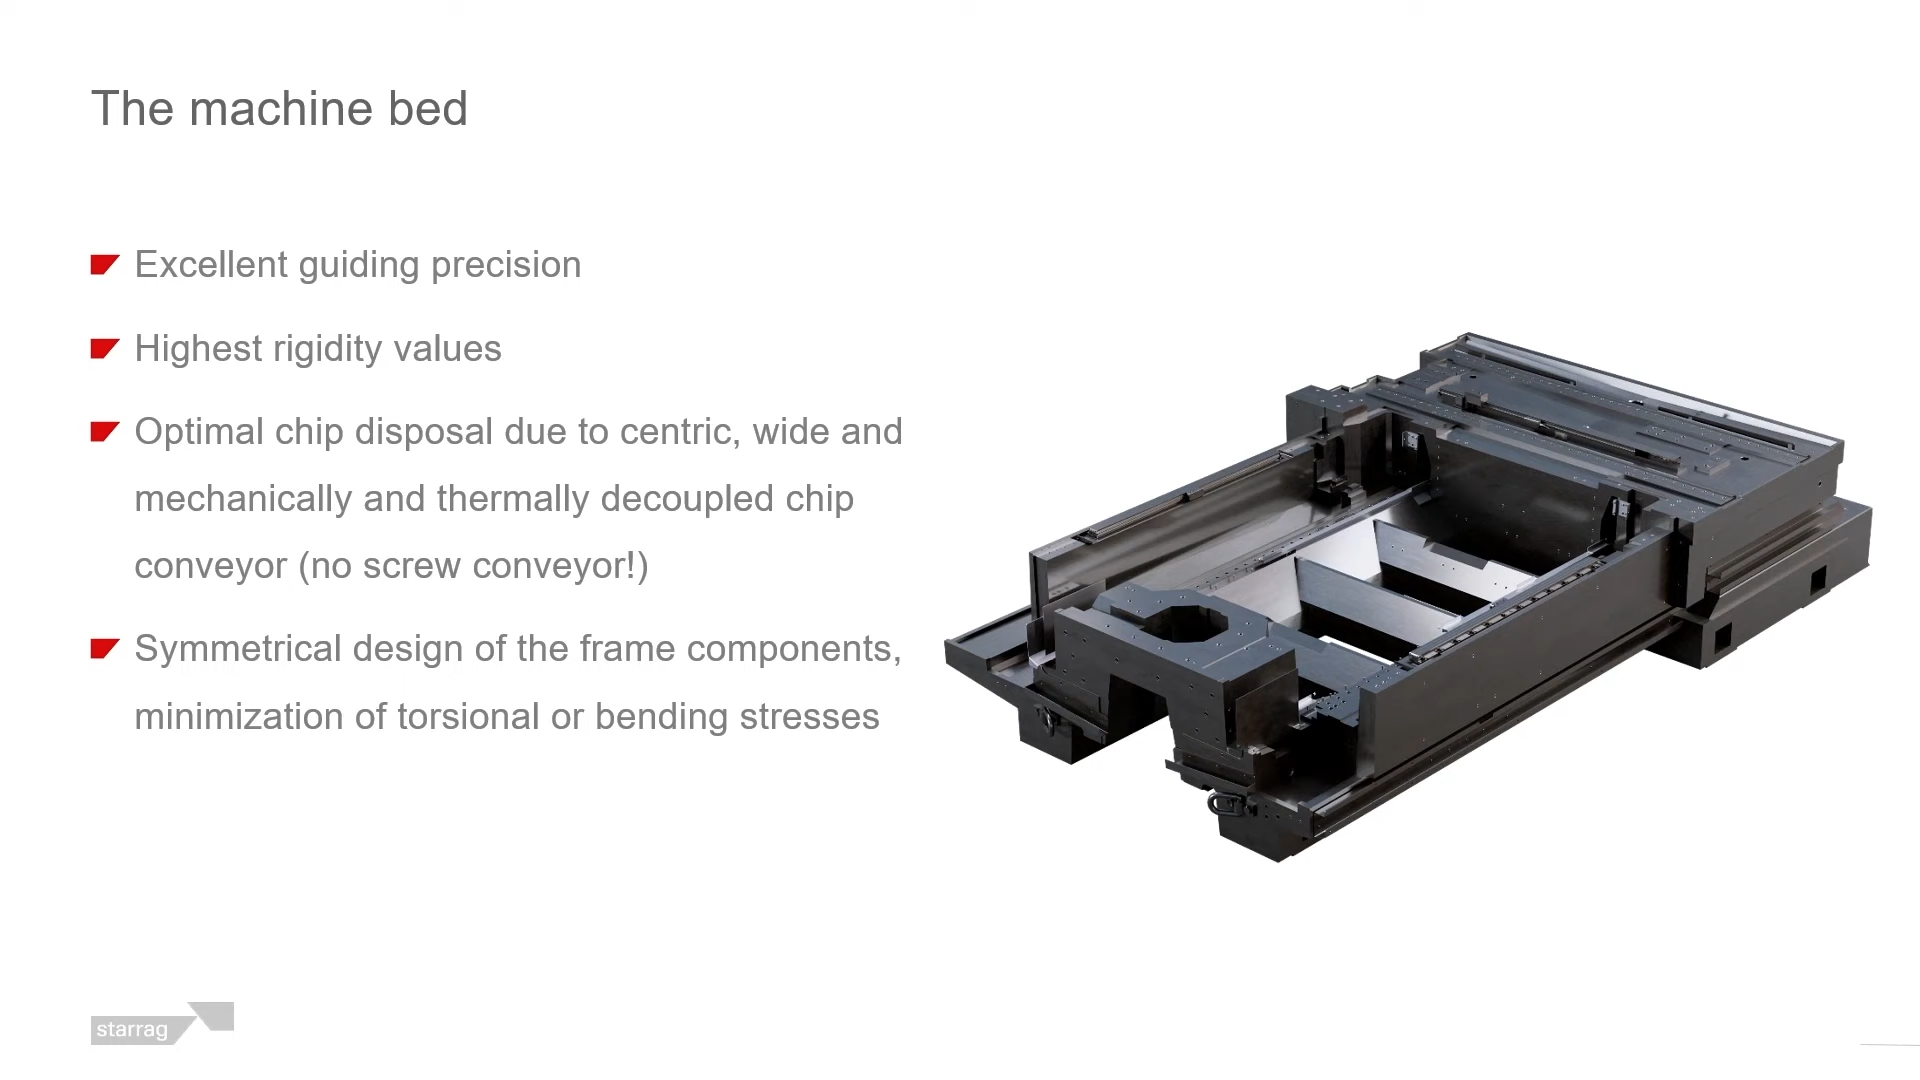 The machine bed
Excellent guiding precision
Highest rigidity values
Optimal chip disposal due to centric, wide and
mechanically and thermally decoupled chip
conveyor (no screw conveyor!)
Symmetrical design of the frame components,
minimization of torsional or bending stresses
starrag